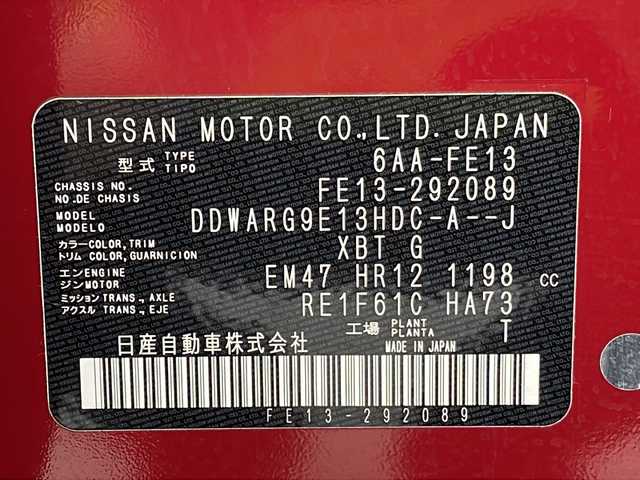 NISSAN MOTOR CO.,LTD. JAPAN
型式 TYPE TIPO 6AA-FE13
CHASSIS NO. NO.DE CHASIS FE13-292089
MODEL MODELO DDWARG9E13HDC-A--J
カラー COLOR,TRIM
トリム COLOR,GUARNICION XBT G
エンジン ENGINE MOTOR EM47 HR12 1198 CC
ミッション TRANS.,AXLE
アクスル TRANS.,EJE RE1F61C HA73
工場 PLANT PLANTA T
日産自動車株式会社 MADE IN JAPAN
FE13-292089